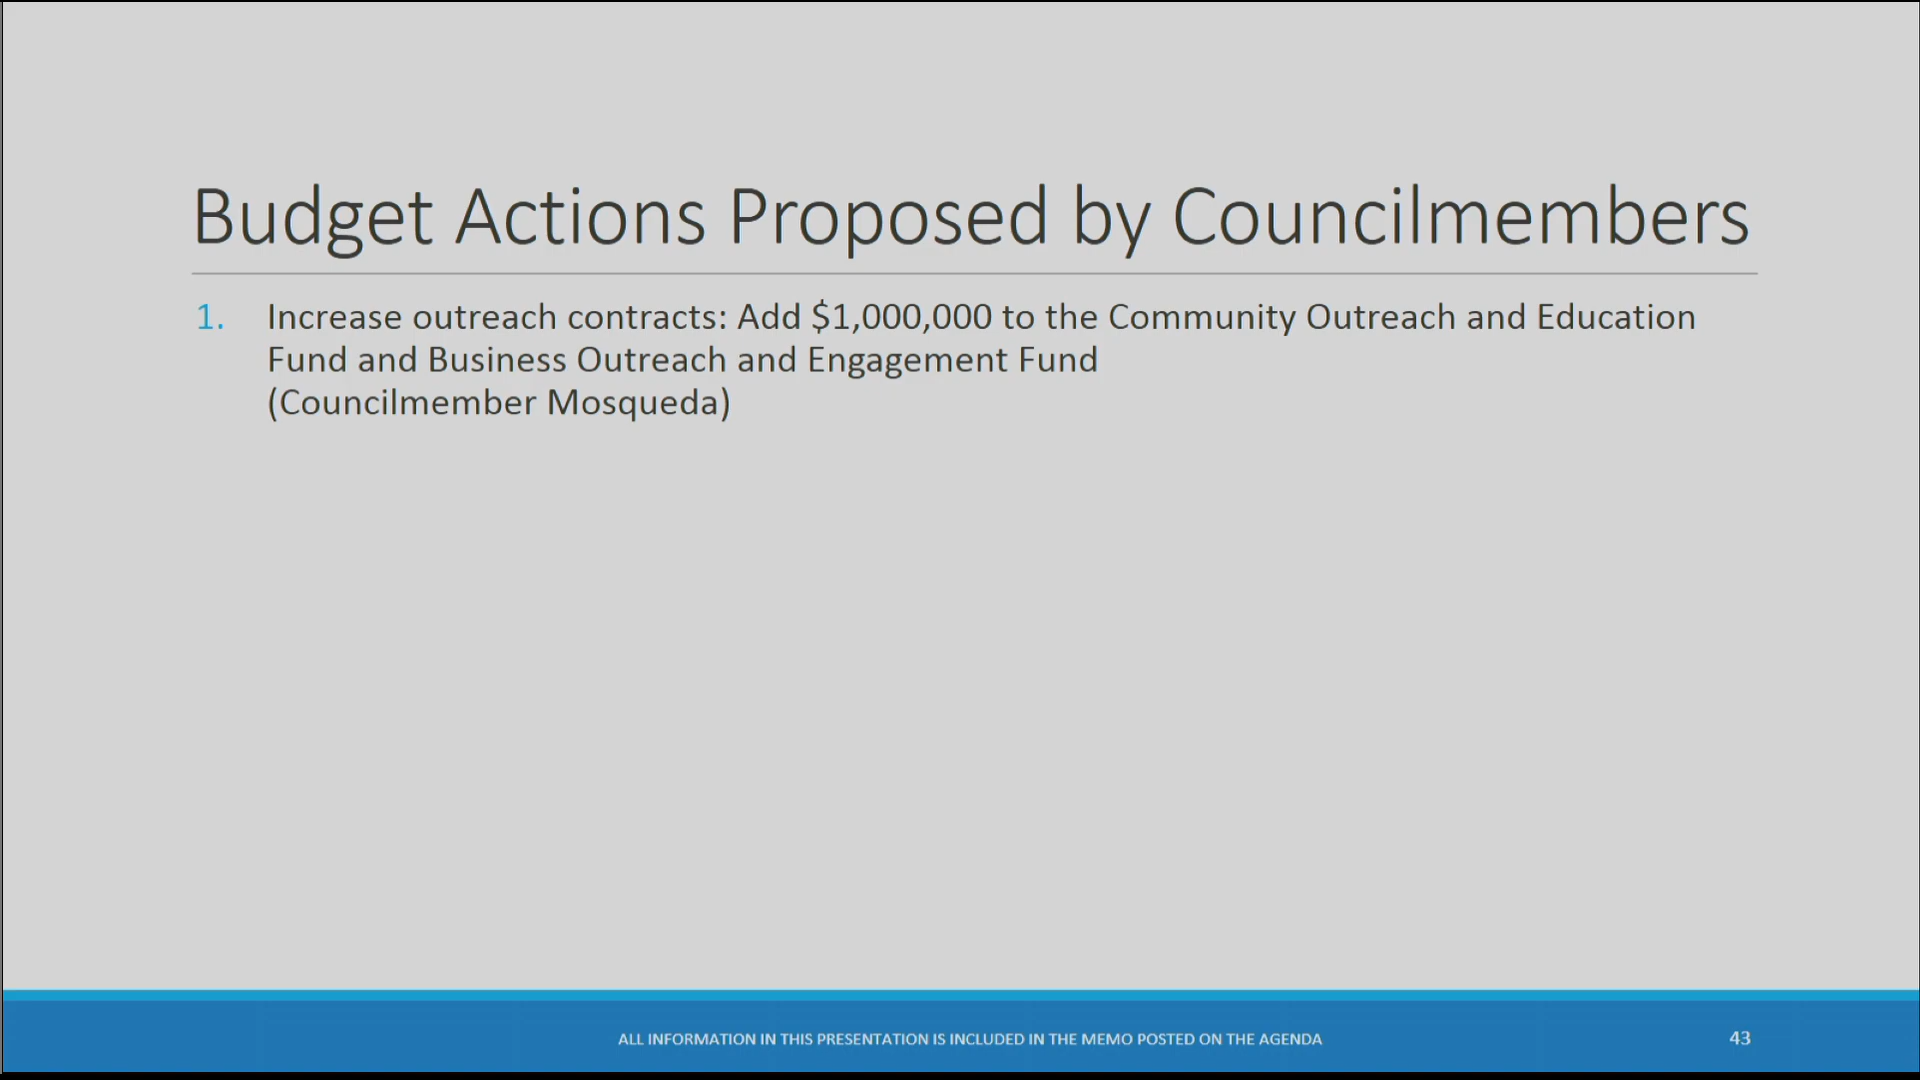 Budget Actions Proposed by Councilmembers
1. Increase outreach contracts: Add $1,000,000 to the Community Outreach and Education
Fund and Business Outreach and Engagement Fund
(Councilmember Mosqueda)
ALL INFORMATION IN THIS PRESENTATION IS INCLUDED IN THE MEMO POSTED ON THE AGENDA
43